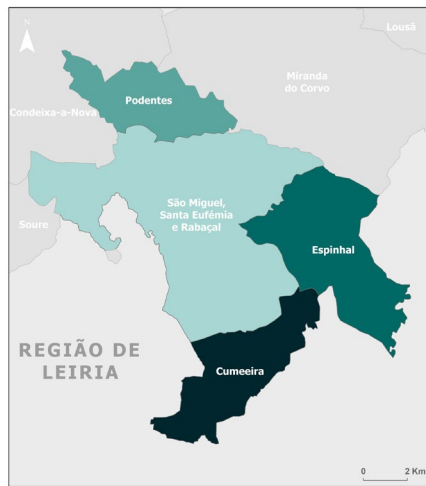 N
Lousã
Miranda
do Corvo
Podentes
Condeixa-a-Nova
São Miguel,
Santa Eufémia
e Rabaçal
Soure
Espinhal
REGIÃO DE
LEIRIA
Cumeeira
0 2 Km